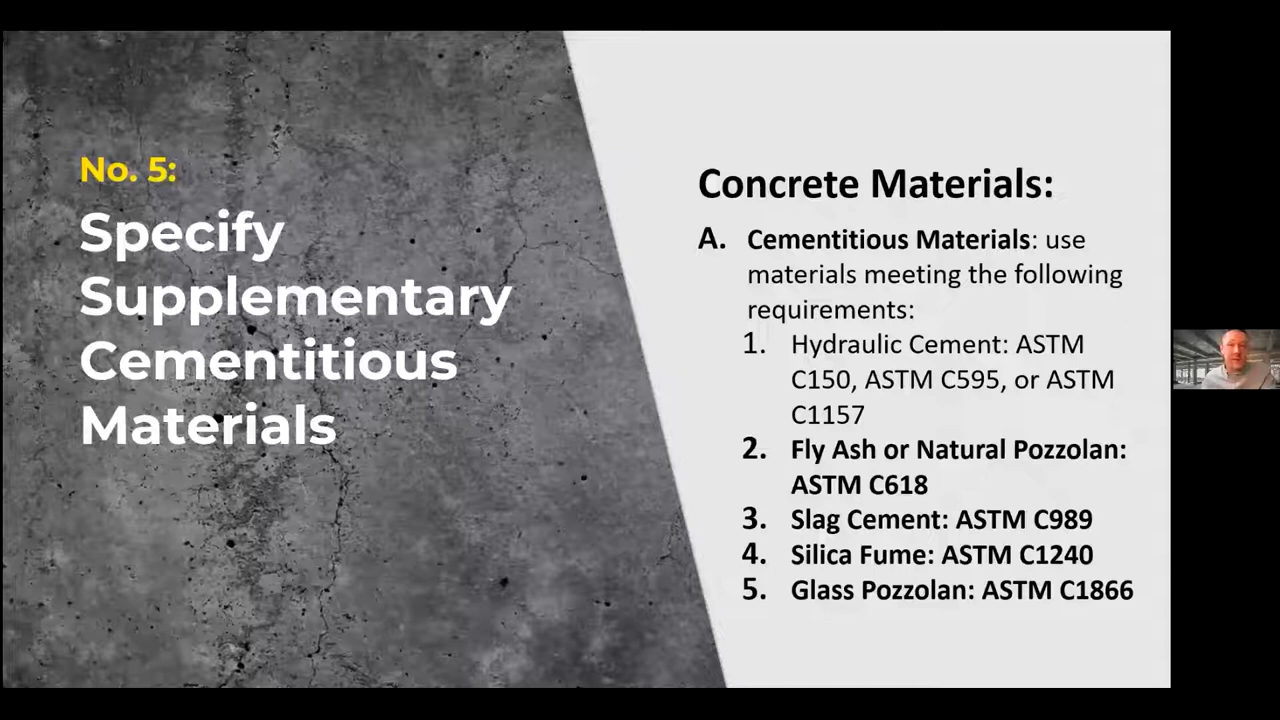 No. 5:
Specify
Supplementary
Cementitious
Materials
Concrete Materials:
A. Cementitious Materials: use
materials meeting the following
requirements:
1. Hydraulic Cement: ASTM
C150, ASTM C595, or ASTM
C1157
2. Fly Ash or Natural Pozzolan:
ASTM C618
3. Slag Cement: ASTM C989
4. Silica Fume: ASTM C1240
5. Glass Pozzolan: ASTM C1866